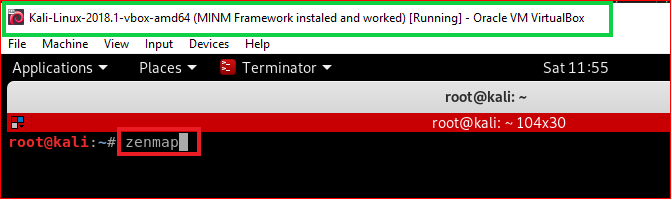 Kali-Linux-2018.1-vbox-amd64 (MINM Framework instaled and worked) [Running] - Oracle VM VirtualBox
File Machine View Input Devices Help
Applications Places Terminator Sat 11:55
root@kali: ~
root@kali: ~ 104x30
root@kali:~# zenmap